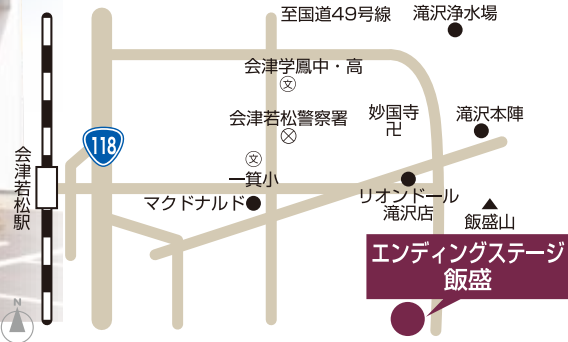 至国道49号線
滝沢浄水場
会津学鳳中・高
文
会津若松警察署
妙国寺
卍
滝沢本陣
118
文
一箕小
会津若松駅
マクドナルド
リオンドール
滝沢店
飯盛山
エンディングステージ
飯盛
N